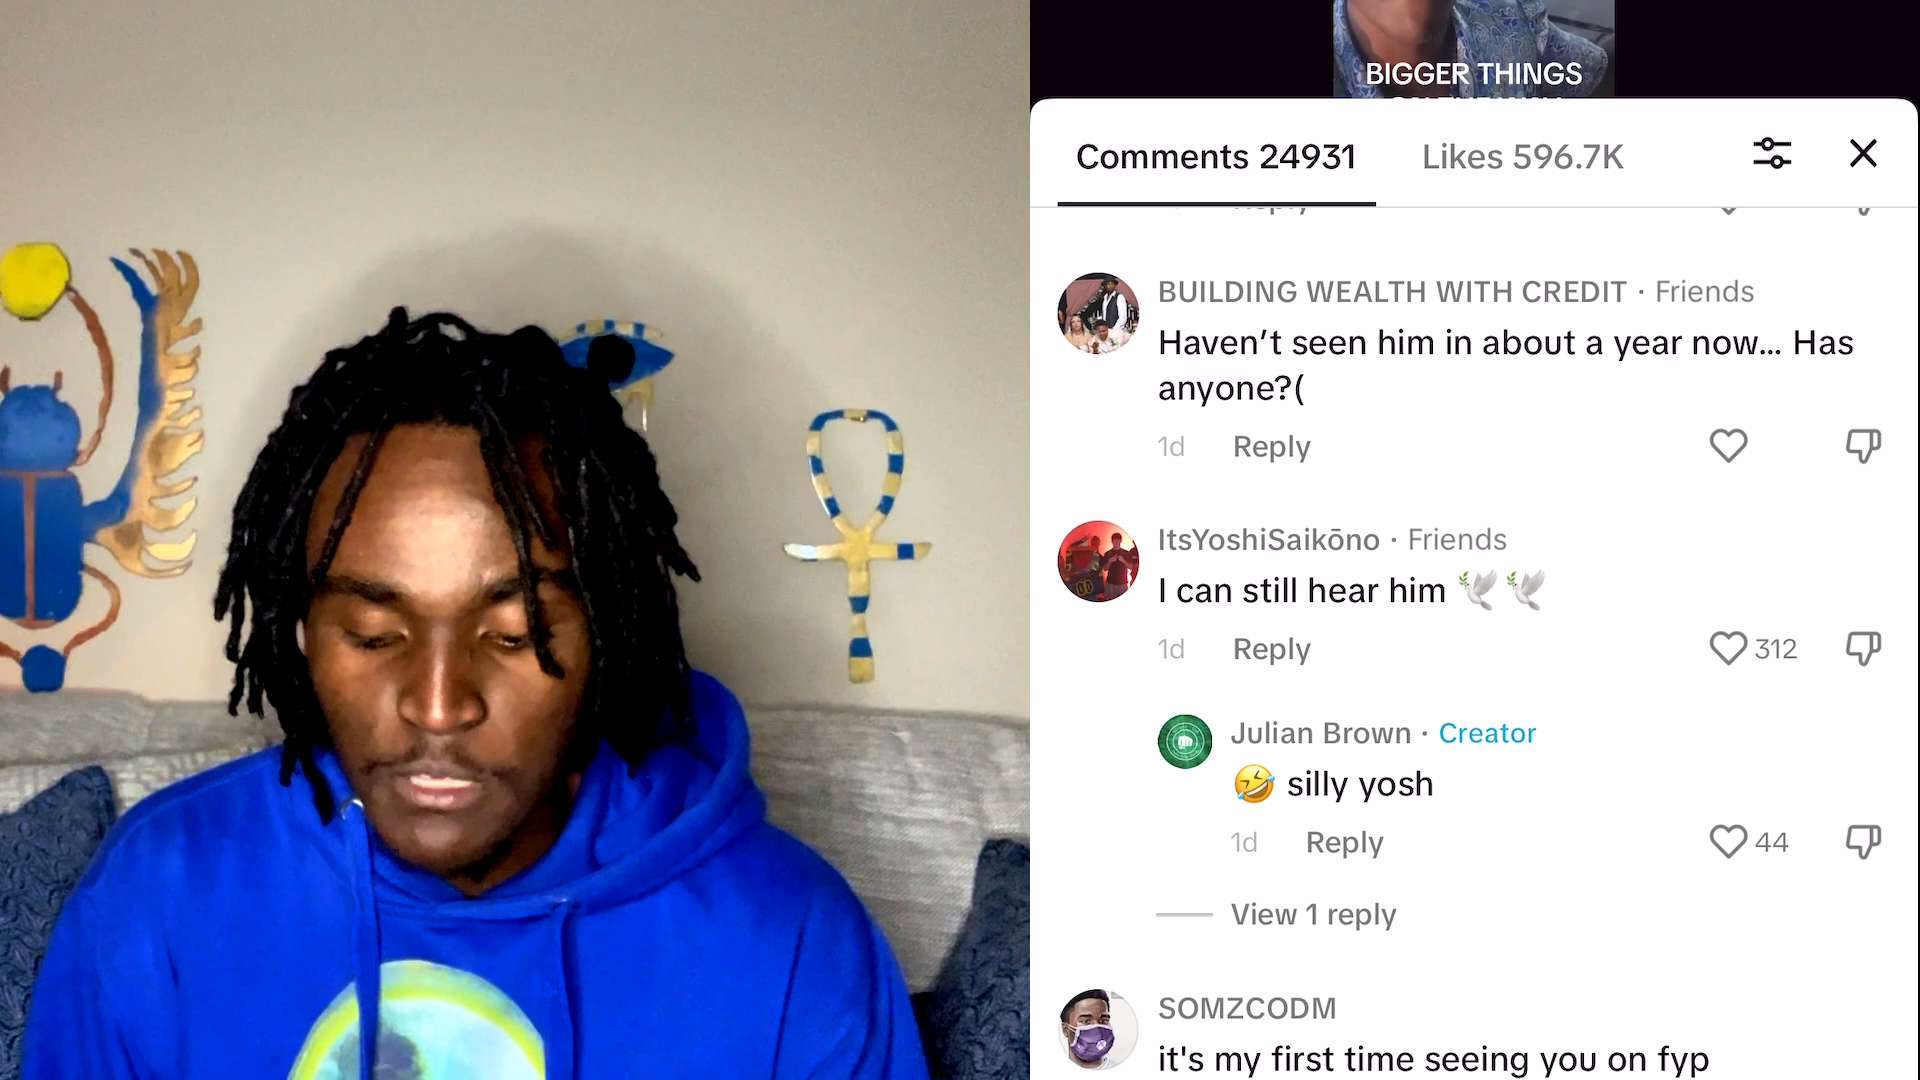 BIGGER THINGS
Comments 24931
Likes 596.7K
Reply
BUILDING WEALTH WITH CREDIT · Friends
Haven’t seen him in about a year now... Has
anyone?(
1d Reply
ItsYoshiSaikōno · Friends
I can still hear him 🕊️ 🕊️
1d Reply 312
Julian Brown · Creator
🤣 silly yosh
1d Reply 44
View 1 reply
SOMZCODM
it's my first time seeing you on fyp